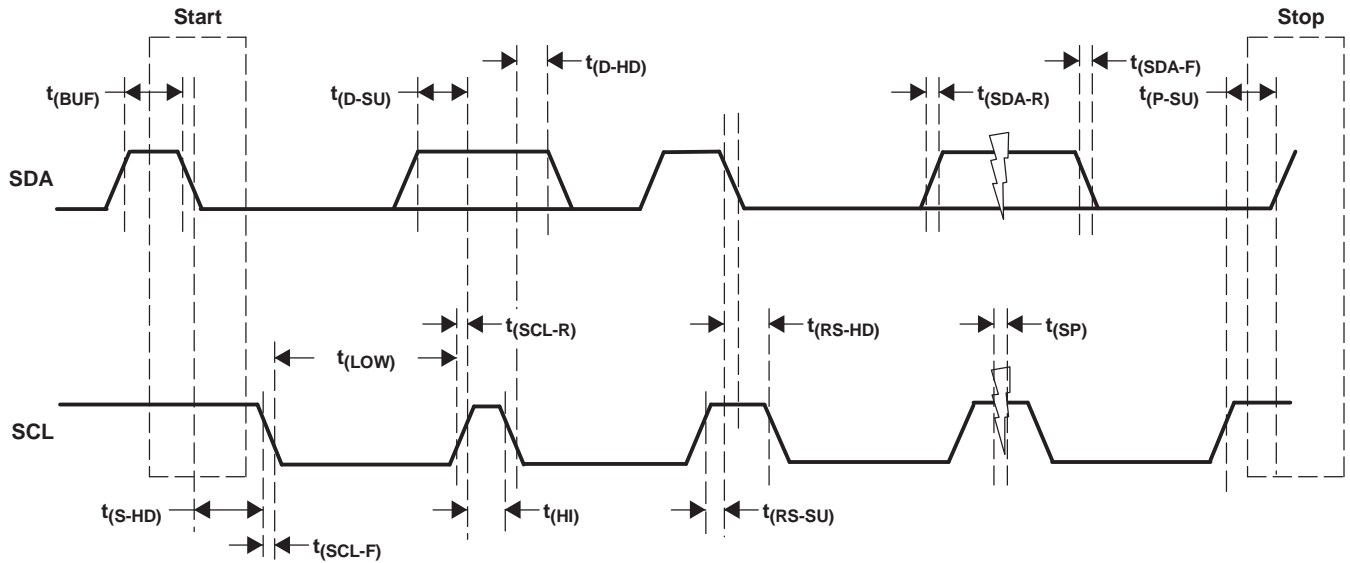 Start
Stop
t(D-HD)
t(SDA-F)
t(BUF)
t(D-SU)
t(SDA-R)
t(P-SU)
SDA
t(SCL-R)
t(RS-HD)
t(SP)
t(LOW)
SCL
t(S-HD)
t(HI)
t(RS-SU)
t(SCL-F)